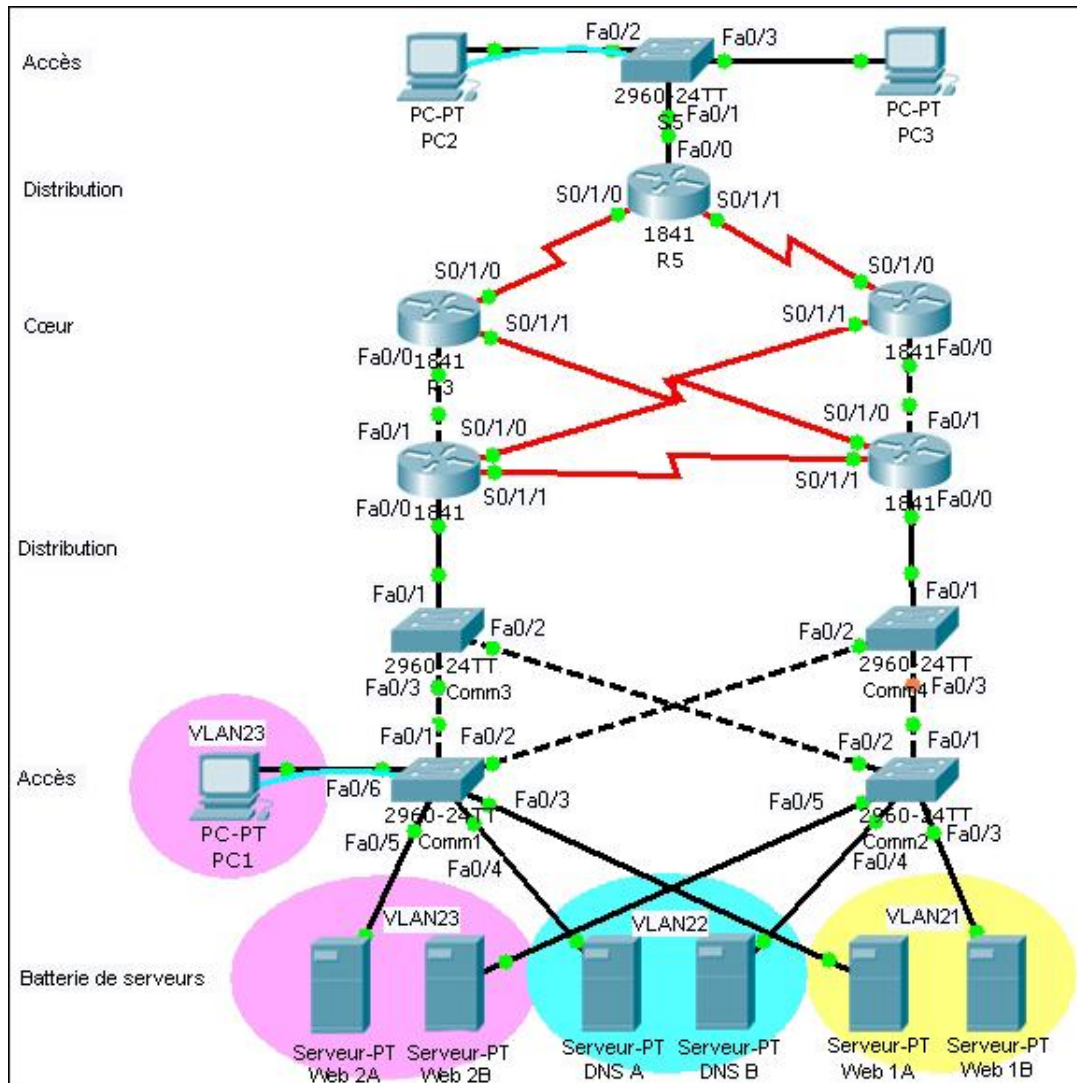 Fa0/2
Fa0/3
Accès
2960-24TT
Fa0/1
S5
PC-PT
PC2
PC-PT
PC3
Fa0/0
Distribution
S0/1/0
S0/1/1
1841
R5
S0/1/0
S0/1/0
Cœur
S0/1/1
S0/1/1
Fa0/0
1841
R3
1841
Fa0/0
Fa0/1
S0/1/0
S0/1/0
Fa0/1
S0/1/1
S0/1/1
Fa0/0
1841
1841
Fa0/0
Distribution
Fa0/1
Fa0/1
Fa0/2
Fa0/2
2960-24TT
Comm3
Fa0/3
2960-24TT
Comm4
Fa0/3
VLAN23
Fa0/1
Fa0/2
Fa0/2
Fa0/1
Accès
Fa0/6
Fa0/3
Fa0/5
PC-PT
PC1
2960-24TT
Comm1
2960-24TT
Comm2
Fa0/3
Fa0/5
Fa0/4
Fa0/4
VLAN23
VLAN22
VLAN21
Batterie de serveurs
Serveur-PT
Web 2A
Serveur-PT
Web 2B
Serveur-PT
DNS A
Serveur-PT
DNS B
Serveur-PT
Web 1A
Serveur-PT
Web 1B